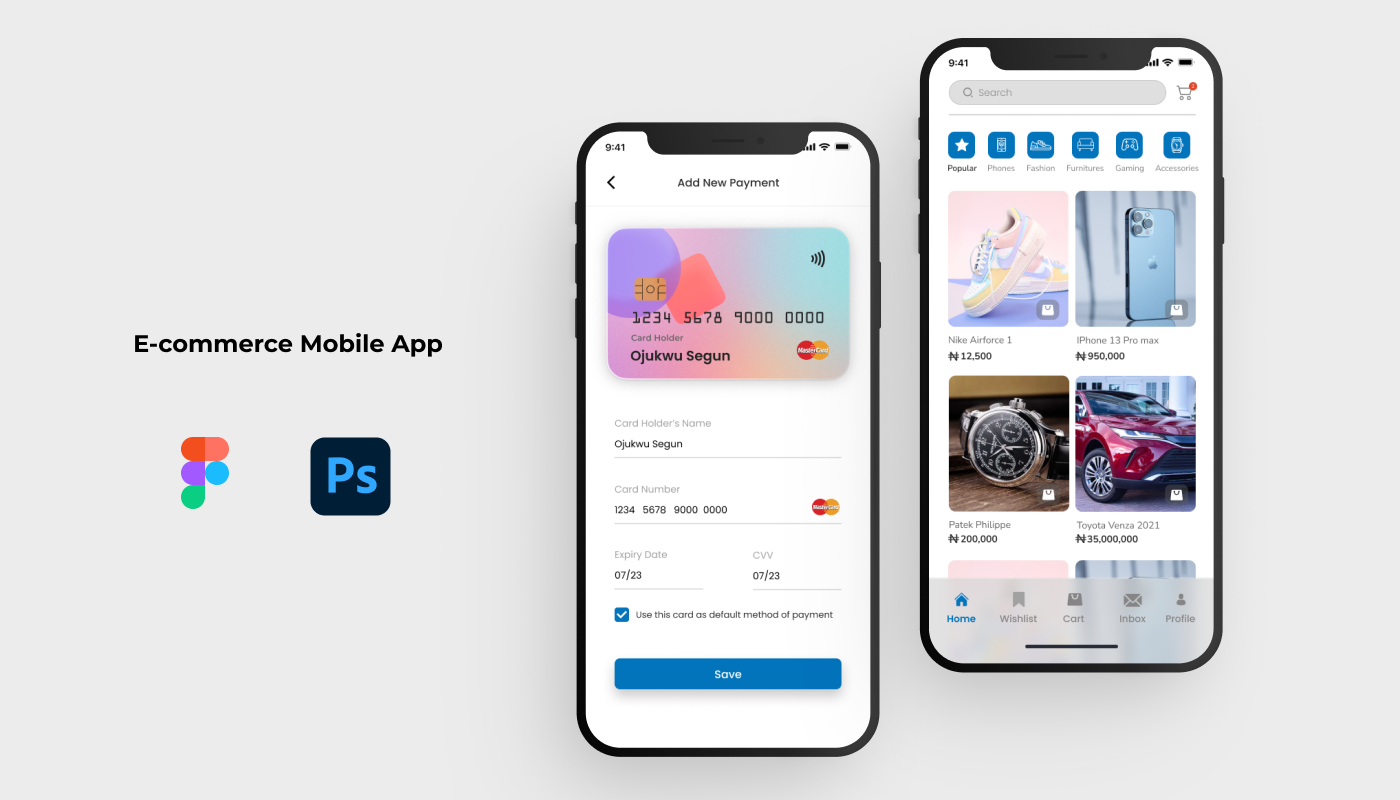 E-commerce Mobile App
Ps
9:41
Add New Payment
1234 5678 9000 0000
Card Holder
Ojukwu Segun
MasterCard
Card Holder's Name
Ojukwu Segun
Card Number
1234 5678 9000 0000
MasterCard
Expiry Date
CVV
07/23
07/23
Use this card as default method of payment
Save
9:41
Search
Popular
Phones
Fashion
Furnitures
Gaming
Accessories
Nike Airforce 1
₦ 12,500
IPhone 13 Pro max
₦ 950,000
Patek Philippe
₦ 200,000
Toyota Venza 2021
₦ 35,000,000
Home
Wishlist
Cart
Inbox
Profile